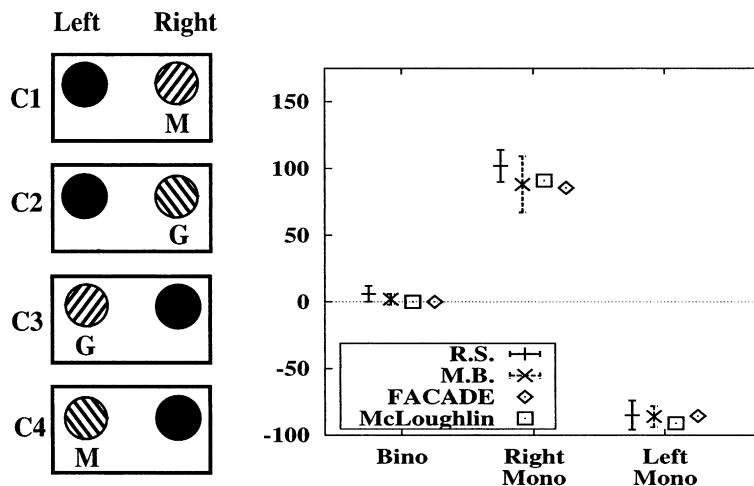 Left Right
C1
M
C2
G
C3
G
C4
M
150
100
50
0
-50
-100
R.S.
M.B.
FACADE
McLoughlin
Bino Right Left
Mono Mono